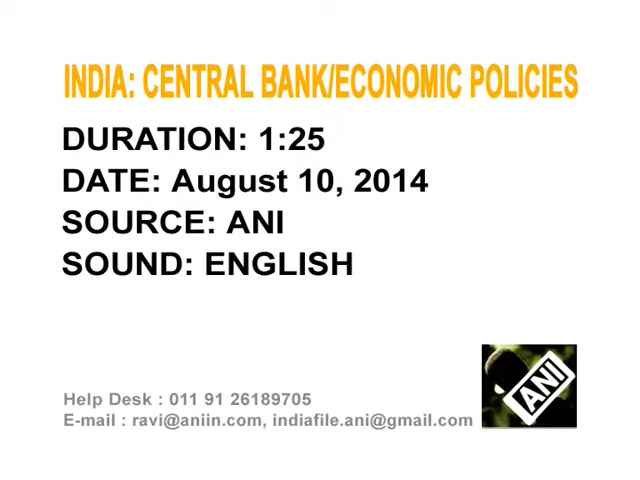 INDIA: CENTRAL BANK/ECONOMIC POLICIES
DURATION: 1:25
DATE: August 10, 2014
SOURCE: ANI
SOUND: ENGLISH
Help Desk : 011 91 26189705
E-mail : ravi@aniin.com, indiafile.ani@gmail.com
ANI